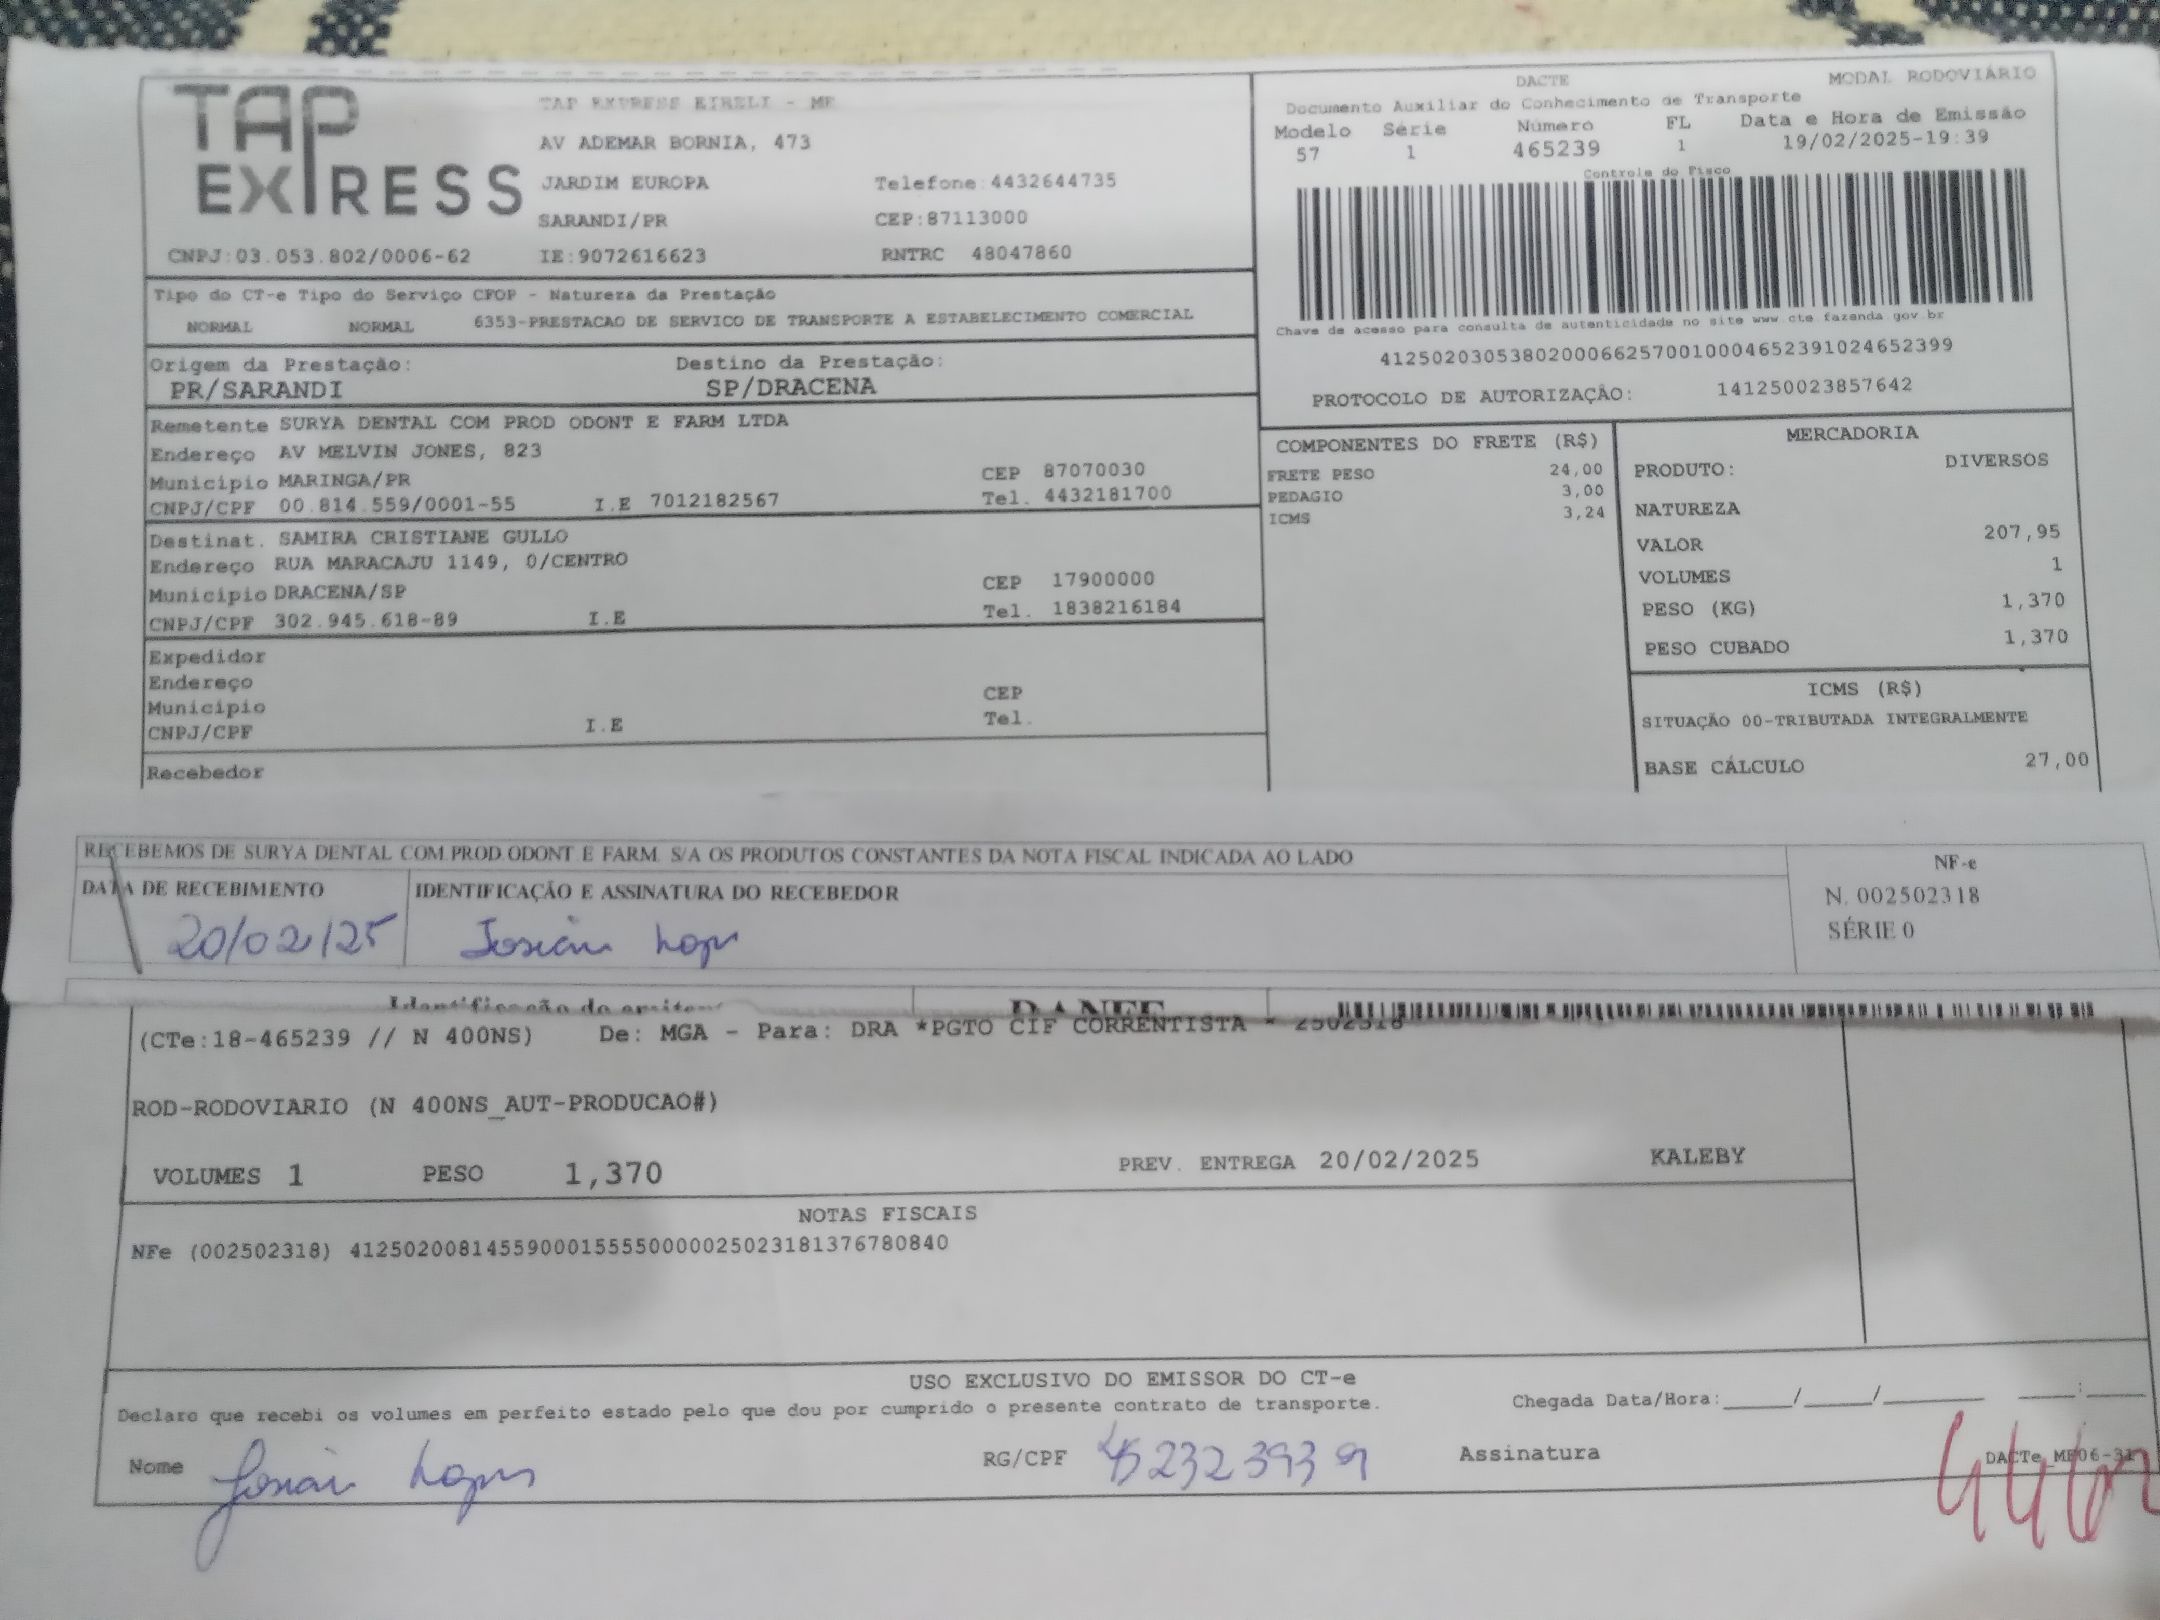 TAP EXPRESS
TAP EXPRESS EIRELI - ME
AV ADEMAR BORNIA, 473
JARDIM EUROPA Telefone:4432644735
SARANDI/PR CEP:87113000
CNPJ:03.053.802/0006-62 IE:9072616623 RNTRC 48047860
DACTE MODAL RODOVIÁRIO
Documento Auxiliar do Conhecimento de Transporte
Modelo Série Número FL Data e Hora de Emissão
57 1 465239 1 19/02/2025-19:39
Controle do Fisco
Chave de acesso para consulta de autenticidade no site www.cte.fazenda.gov.br
41250203053802000662570010004652391024652399
PROTOCOLO DE AUTORIZAÇÃO: 141250023857642
Tipo do CT-e Tipo do Serviço CFOP - Natureza da Prestação
NORMAL NORMAL 6353-PRESTACAO DE SERVICO DE TRANSPORTE A ESTABELECIMENTO COMERCIAL
Origem da Prestação: Destino da Prestação:
PR/SARANDI SP/DRACENA
Remetente SURYA DENTAL COM PROD ODONT E FARM LTDA
Endereço AV MELVIN JONES, 823
Municipio MARINGA/PR CEP 87070030
CNPJ/CPF 00.814.559/0001-55 I.E 7012182567 Tel. 4432181700
Destinat. SAMIRA CRISTIANE GULLO
Endereço RUA MARACAJU 1149, 0/CENTRO
Municipio DRACENA/SP CEP 17900000
CNPJ/CPF 302.945.618-89 I.E Tel. 1838216184
Expedidor
Endereço
Municipio CEP
CNPJ/CPF I.E Tel.
Recebedor
COMPONENTES DO FRETE (R$)
FRETE PESO 24,00
PEDAGIO 3,00
ICMS 3,24
MERCADORIA
PRODUTO: DIVERSOS
NATUREZA
VALOR 207,95
VOLUMES 1
PESO (KG) 1,370
PESO CUBADO 1,370
ICMS (R$)
SITUAÇÃO 00-TRIBUTADA INTEGRALMENTE
BASE CÁLCULO 27,00
RECEBEMOS DE SURYA DENTAL COM.PROD.ODONT.E FARM. S/A OS PRODUTOS CONSTANTES DA NOTA FISCAL INDICADA AO LADO
DATA DE RECEBIMENTO IDENTIFICAÇÃO E ASSINATURA DO RECEBEDOR
20/02/25
NF-e
N. 002502318
SÉRIE 0
Identificação do emitente DANFE
(CTe:18-465239 // N 400NS) De: MGA - Para: DRA *PGTO CIF CORRENTISTA * 2502318
ROD-RODOVIARIO (N 400NS_AUT-PRODUCAO#)
VOLUMES 1 PESO 1,370 PREV. ENTREGA 20/02/2025 KALEBY
NOTAS FISCAIS
NFe (002502318) 41250200814559000155550000025023181376780840
USO EXCLUSIVO DO EMISSOR DO CT-e
Declaro que recebi os volumes em perfeito estado pelo que dou por cumprido o presente contrato de transporte. Chegada Data/Hora:_____/_____/_______ ____:____
Nome RG/CPF 452323939 Assinatura